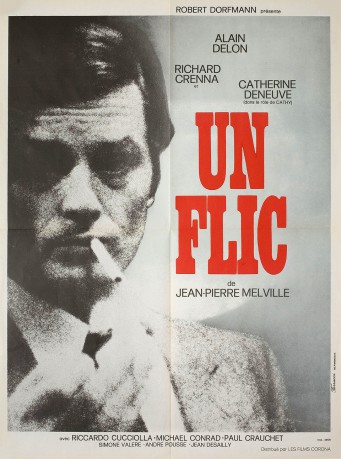 ROBERT DORFMANN présente
ALAIN
DELON
RICHARD
CRENNA
et
CATHERINE
DENEUVE
(dans le rôle de CATHY)
UN
FLIC
de
JEAN-PIERRE MELVILLE
avec RICCARDO CUCCIOLLA - MICHAEL CONRAD - PAUL CRAUCHET
SIMONE VALERE - ANDRE POUSSE - JEAN DESAILLY
Distribué par LES FILMS CORONA